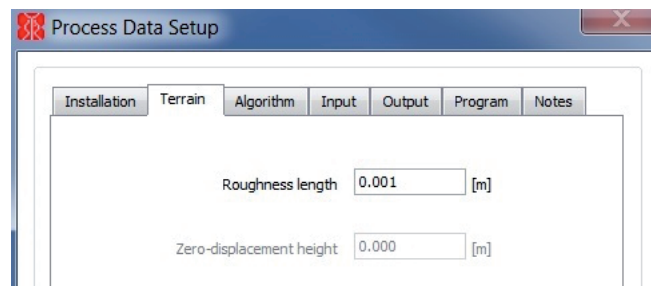 Process Data Setup
Installation Terrain Algorithm Input Output Program Notes
Roughness length 0.001 [m]
Zero-displacement height 0.000 [m]